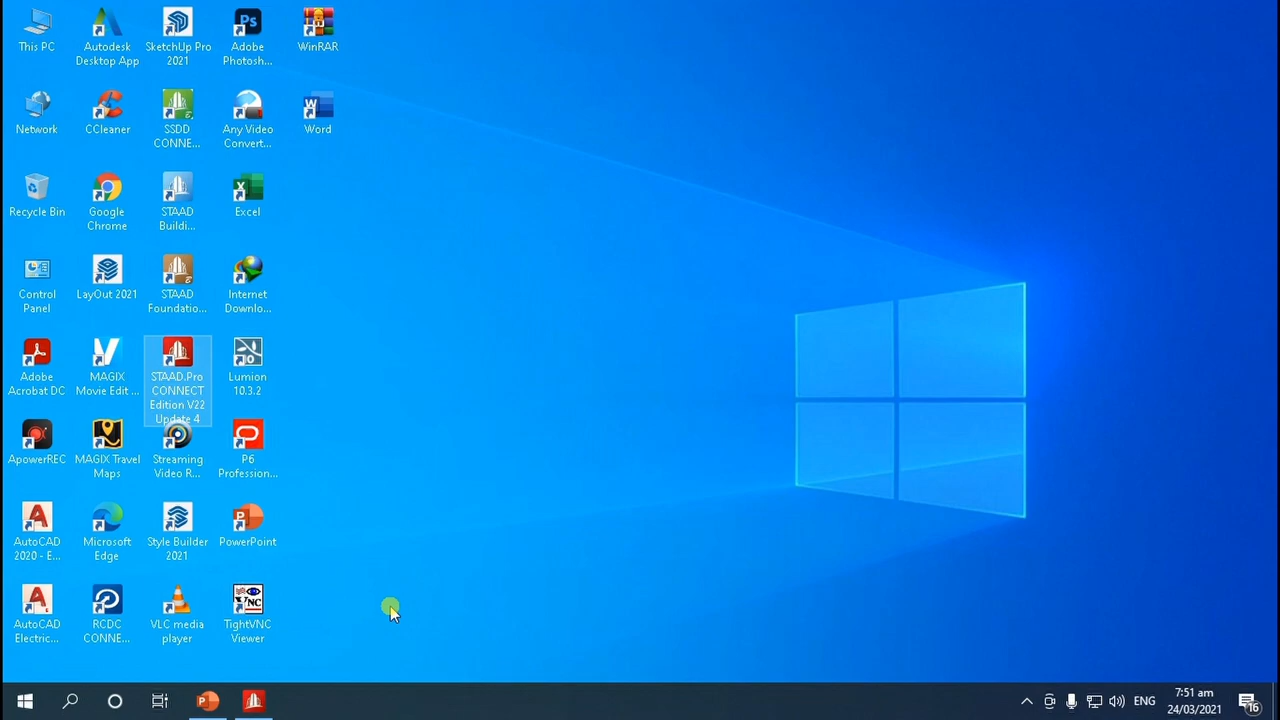 This PC
Autodesk
Desktop App
SketchUp Pro
2021
Adobe
Photosh...
WinRAR
Network
CCleaner
SSDD
CONNE...
Any Video
Convert...
Word
Recycle Bin
Google
Chrome
STAAD
Buildi...
Excel
Control
Panel
LayOut 2021
STAAD
Foundatio...
Internet
Downlo...
Adobe
Acrobat DC
MAGIX
Movie Edit ...
STAAD.Pro
CONNECT
Edition V22
Update 4
Lumion
10.3.2
ApowerREC
MAGIX Travel
Maps
Streaming
Video R...
P6
Profession...
AutoCAD
2020 - E...
Microsoft
Edge
Style Builder
2021
PowerPoint
AutoCAD
Electric...
RCDC
CONNE...
VLC media
player
TightVNC
Viewer
ENG
7:51 am
24/03/2021
16